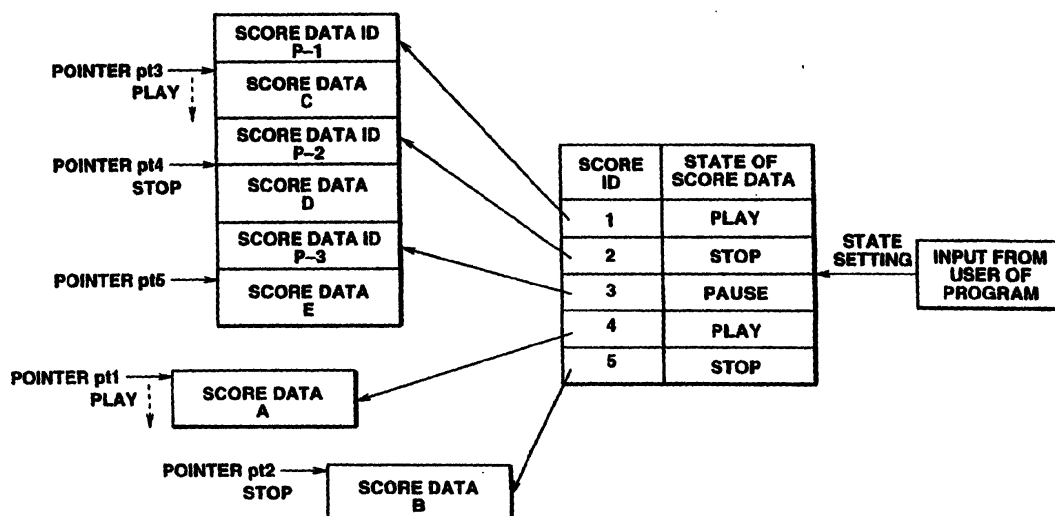 SCORE DATA ID
P-1
POINTER pt3
PLAY
SCORE DATA
C
SCORE DATA ID
P-2
POINTER pt4
STOP
SCORE DATA
D
SCORE DATA ID
P-3
POINTER pt5
SCORE DATA
E
SCORE
ID
STATE OF
SCORE DATA
1
PLAY
2
STOP
3
PAUSE
4
PLAY
5
STOP
STATE
SETTING
INPUT FROM
USER OF
PROGRAM
POINTER pt1
PLAY
SCORE DATA
A
POINTER pt2
STOP
SCORE DATA
B